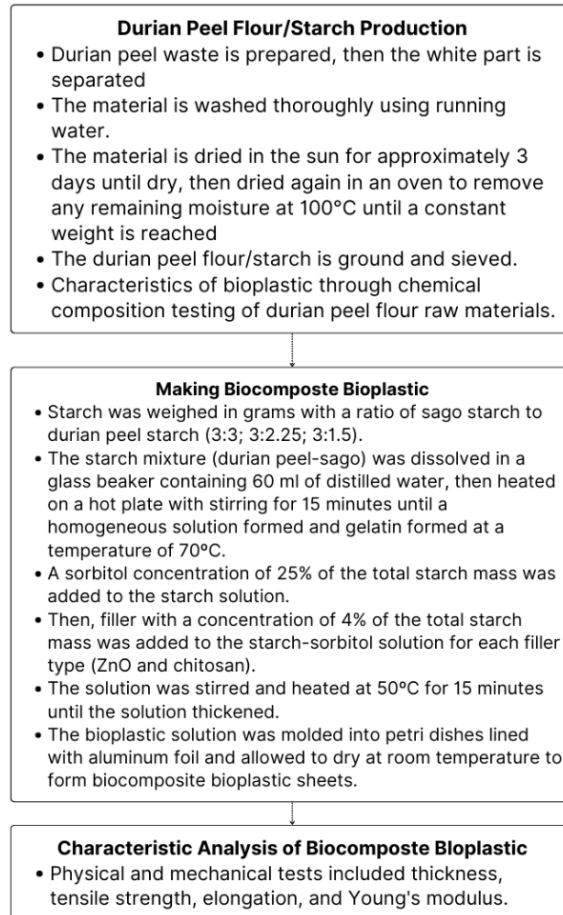 Durian Peel Flour/Starch Production
• Durian peel waste is prepared, then the white part is
separated
• The material is washed thoroughly using running
water.
• The material is dried in the sun for approximately 3
days until dry, then dried again in an oven to remove
any remaining moisture at 100°C until a constant
weight is reached
• The durian peel flour/starch is ground and sieved.
• Characteristics of bioplastic through chemical
composition testing of durian peel flour raw materials.
Making Biocomposte Bioplastic
• Starch was weighed in grams with a ratio of sago starch to
durian peel starch (3:3; 3:2.25; 3:1.5).
• The starch mixture (durian peel-sago) was dissolved in a
glass beaker containing 60 ml of distilled water, then heated
on a hot plate with stirring for 15 minutes until a
homogeneous solution formed and gelatin formed at a
temperature of 70ºC.
• A sorbitol concentration of 25% of the total starch mass was
added to the starch solution.
• Then, filler with a concentration of 4% of the total starch
mass was added to the starch-sorbitol solution for each filler
type (ZnO and chitosan).
• The solution was stirred and heated at 50ºC for 15 minutes
until the solution thickened.
• The bioplastic solution was molded into petri dishes lined
with aluminum foil and allowed to dry at room temperature to
form biocomposite bioplastic sheets.
Characteristic Analysis of Biocomposte Bloplastic
• Physical and mechanical tests included thickness,
tensile strength, elongation, and Young's modulus.